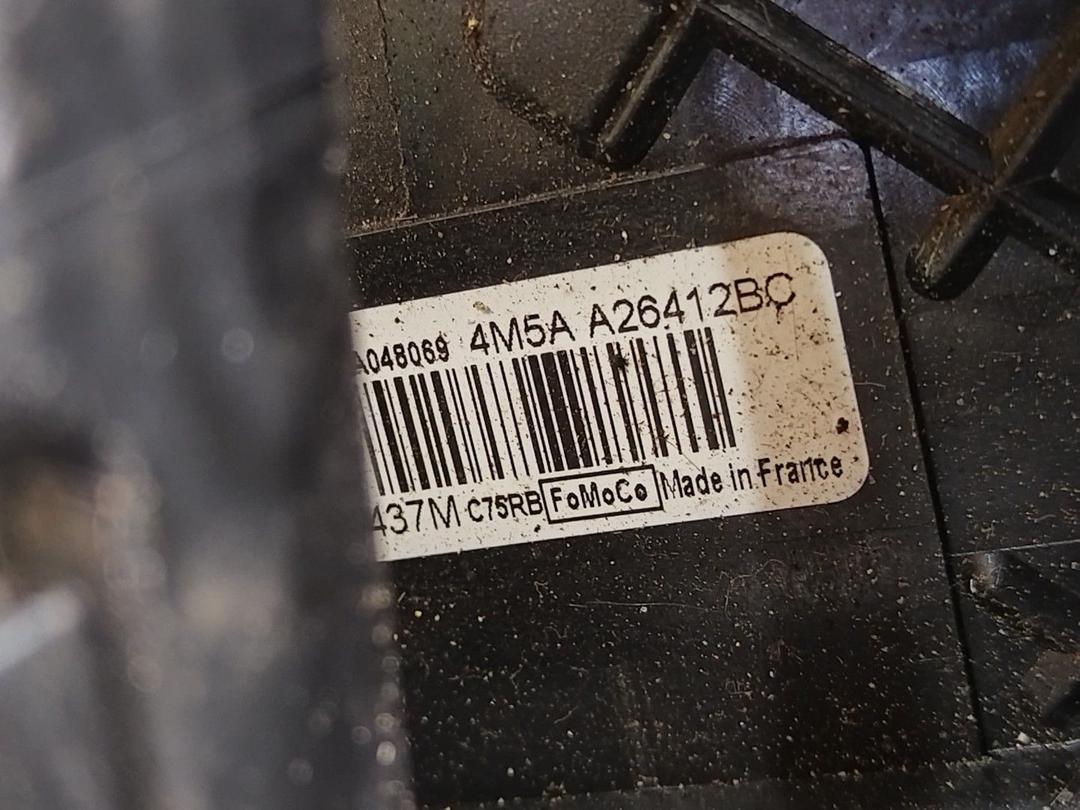 A048069 4M5A A26412BC
437M C75RB FoMoCo Made in France